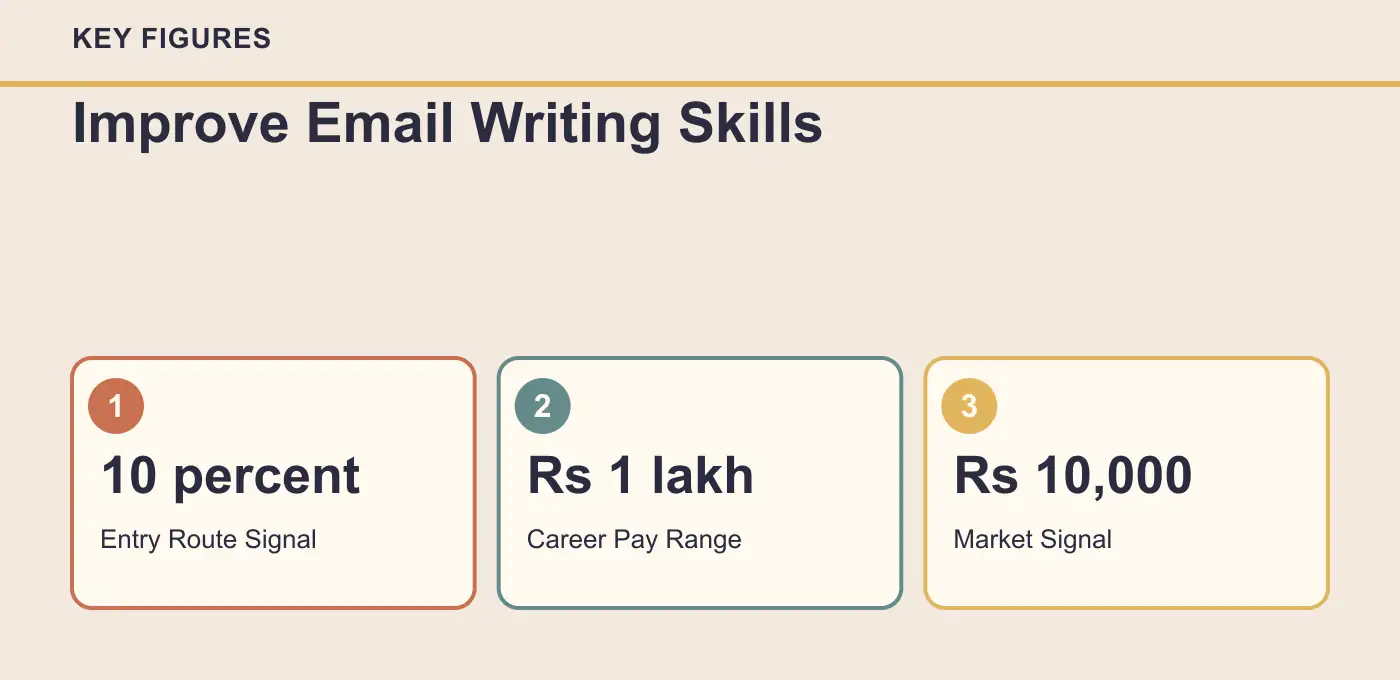 KEY FIGURES
Improve Email Writing Skills
1
10 percent
Entry Route Signal
2
Rs 1 lakh
Career Pay Range
3
Rs 10,000
Market Signal